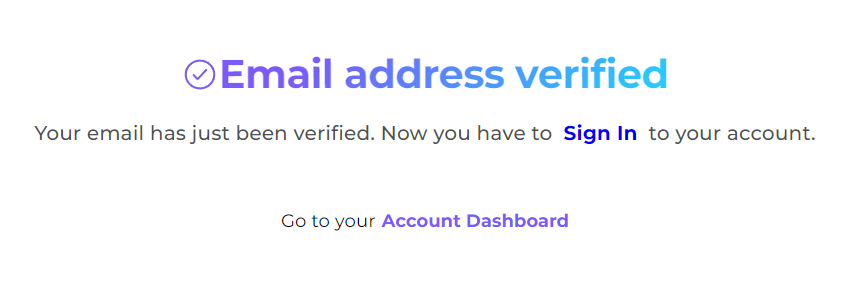 Email address verified
Your email has just been verified. Now you have to Sign In to your account.
Go to your Account Dashboard